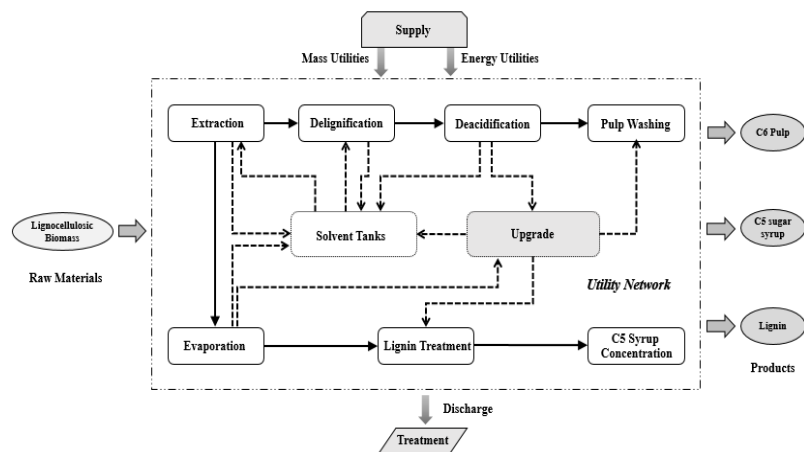 Supply
Mass Utilities
Energy Utilities
Extraction
Delignification
Deacidification
Pulp Washing
C6 Pulp
Lignocellulosic
Biomass
Raw Materials
Solvent Tanks
Upgrade
C5 sugar
syrup
Utility Network
Evaporation
Lignin Treatment
C5 Syrup
Concentration
Lignin
Products
Discharge
Treatment